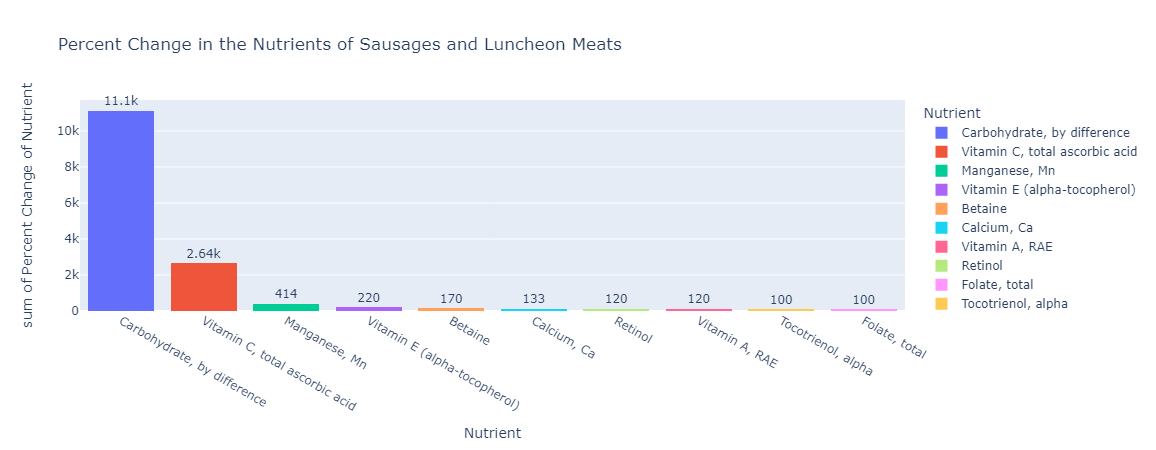 Percent Change in the Nutrients of Sausages and Luncheon Meats
sum of Percent Change of Nutrient
10k
8k
6k
4k
2k
0
11.1k
2.64k
414
220
170
133
120
120
100
100
Carbohydrate, by difference
Vitamin C, total ascorbic acid
Manganese, Mn
Vitamin E (alpha-tocopherol)
Betaine
Calcium, Ca
Retinol
Vitamin A, RAE
Tocotrienol, alpha
Folate, total
Nutrient
Nutrient
Carbohydrate, by difference
Vitamin C, total ascorbic acid
Manganese, Mn
Vitamin E (alpha-tocopherol)
Betaine
Calcium, Ca
Vitamin A, RAE
Retinol
Folate, total
Tocotrienol, alpha